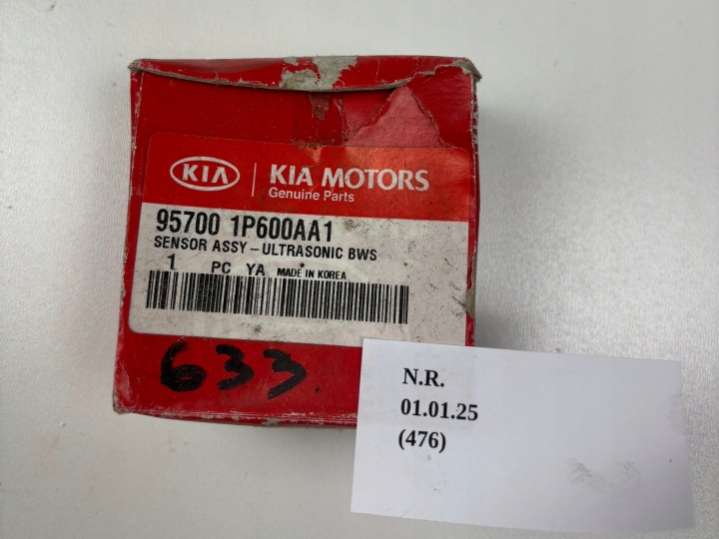 KIA
KIA MOTORS
Genuine Parts
95700 1P600AA1
SENSOR ASSY-ULTRASONIC BWS
1 PC YA MADE IN KOREA
633
N.R.
01.01.25
(476)